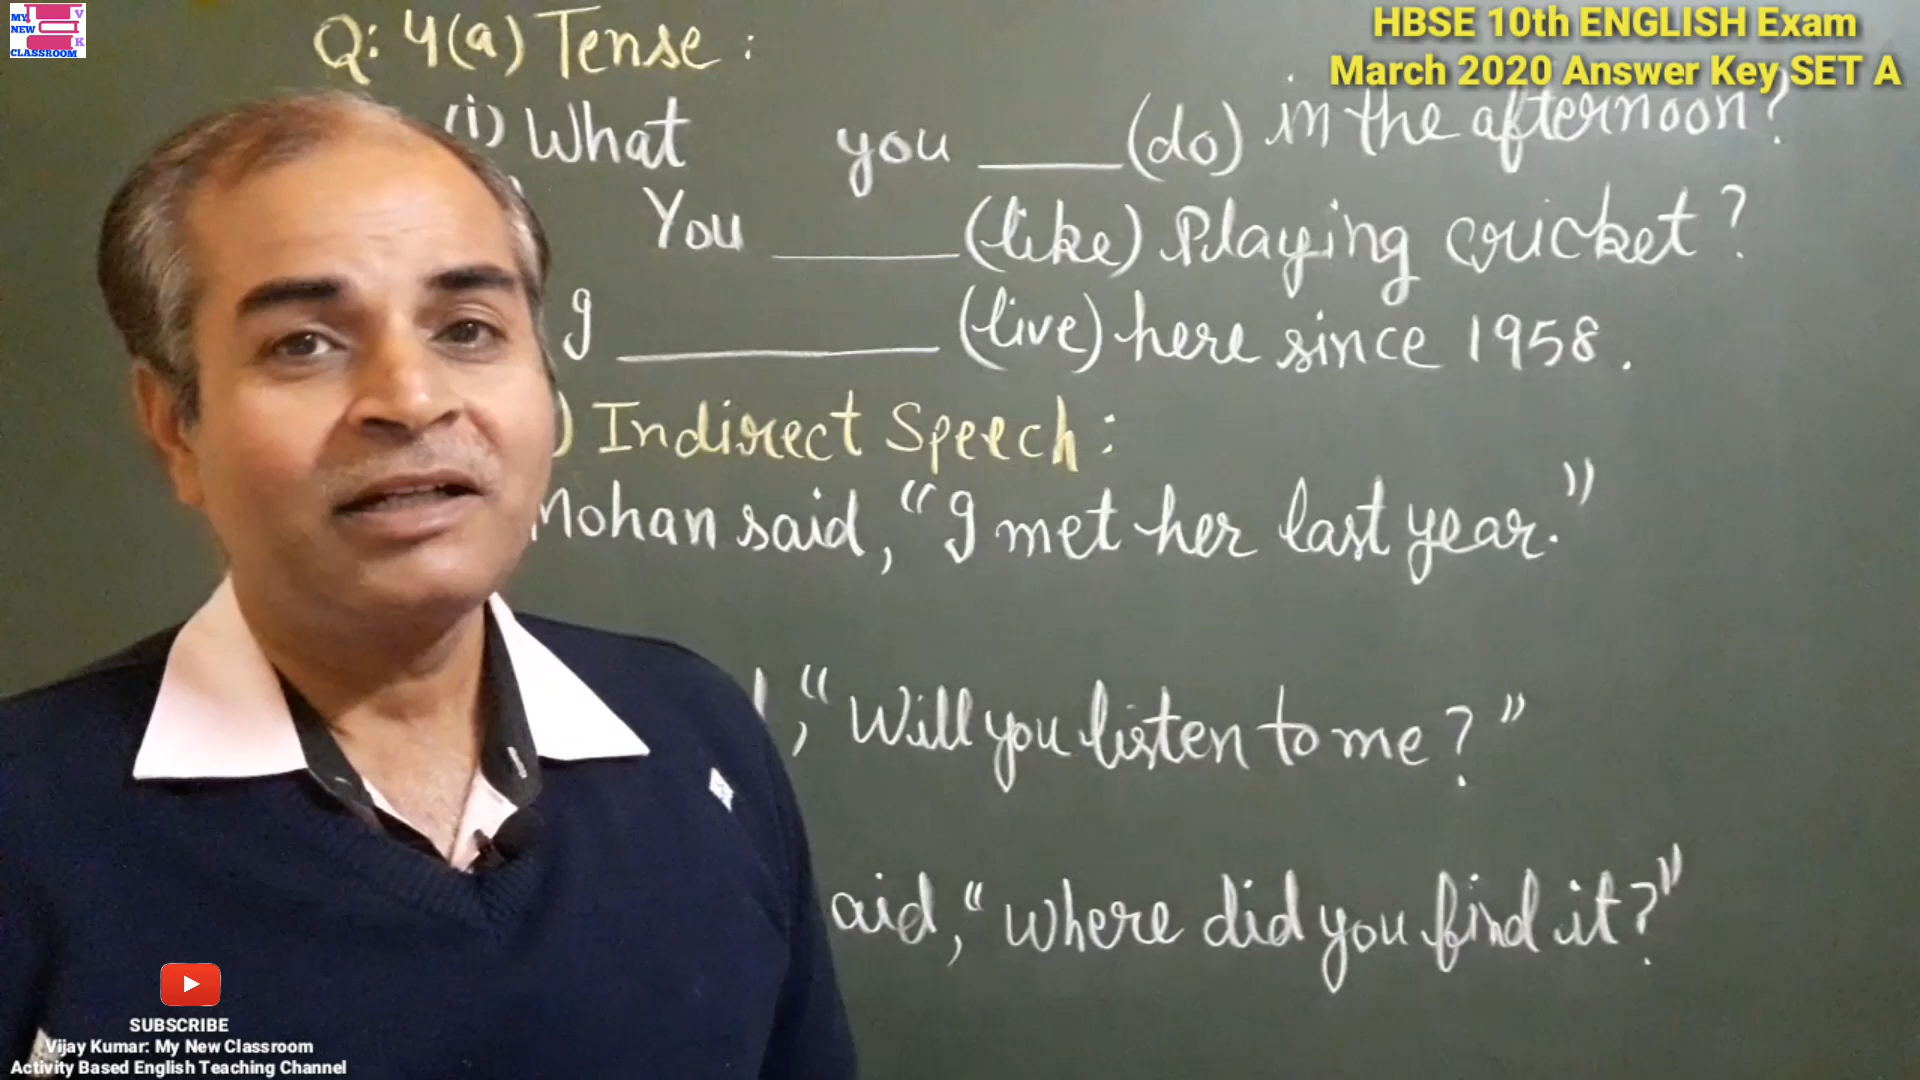 MY V
NEW
K
CLASSROOM
HBSE 10th ENGLISH Exam
March 2020 Answer Key SET A
Q: 4(a) Tense :
(i) What you ____ (do) in the afternoon?
You ____ (like) Playing cricket?
I ____ (live) here since 1958.
) Indirect Speech :
Mohan said, "I met her last year."
, "Will you listen to me?"
aid, "Where did you find it?"
SUBSCRIBE
Vijay Kumar: My New Classroom
Activity Based English Teaching Channel